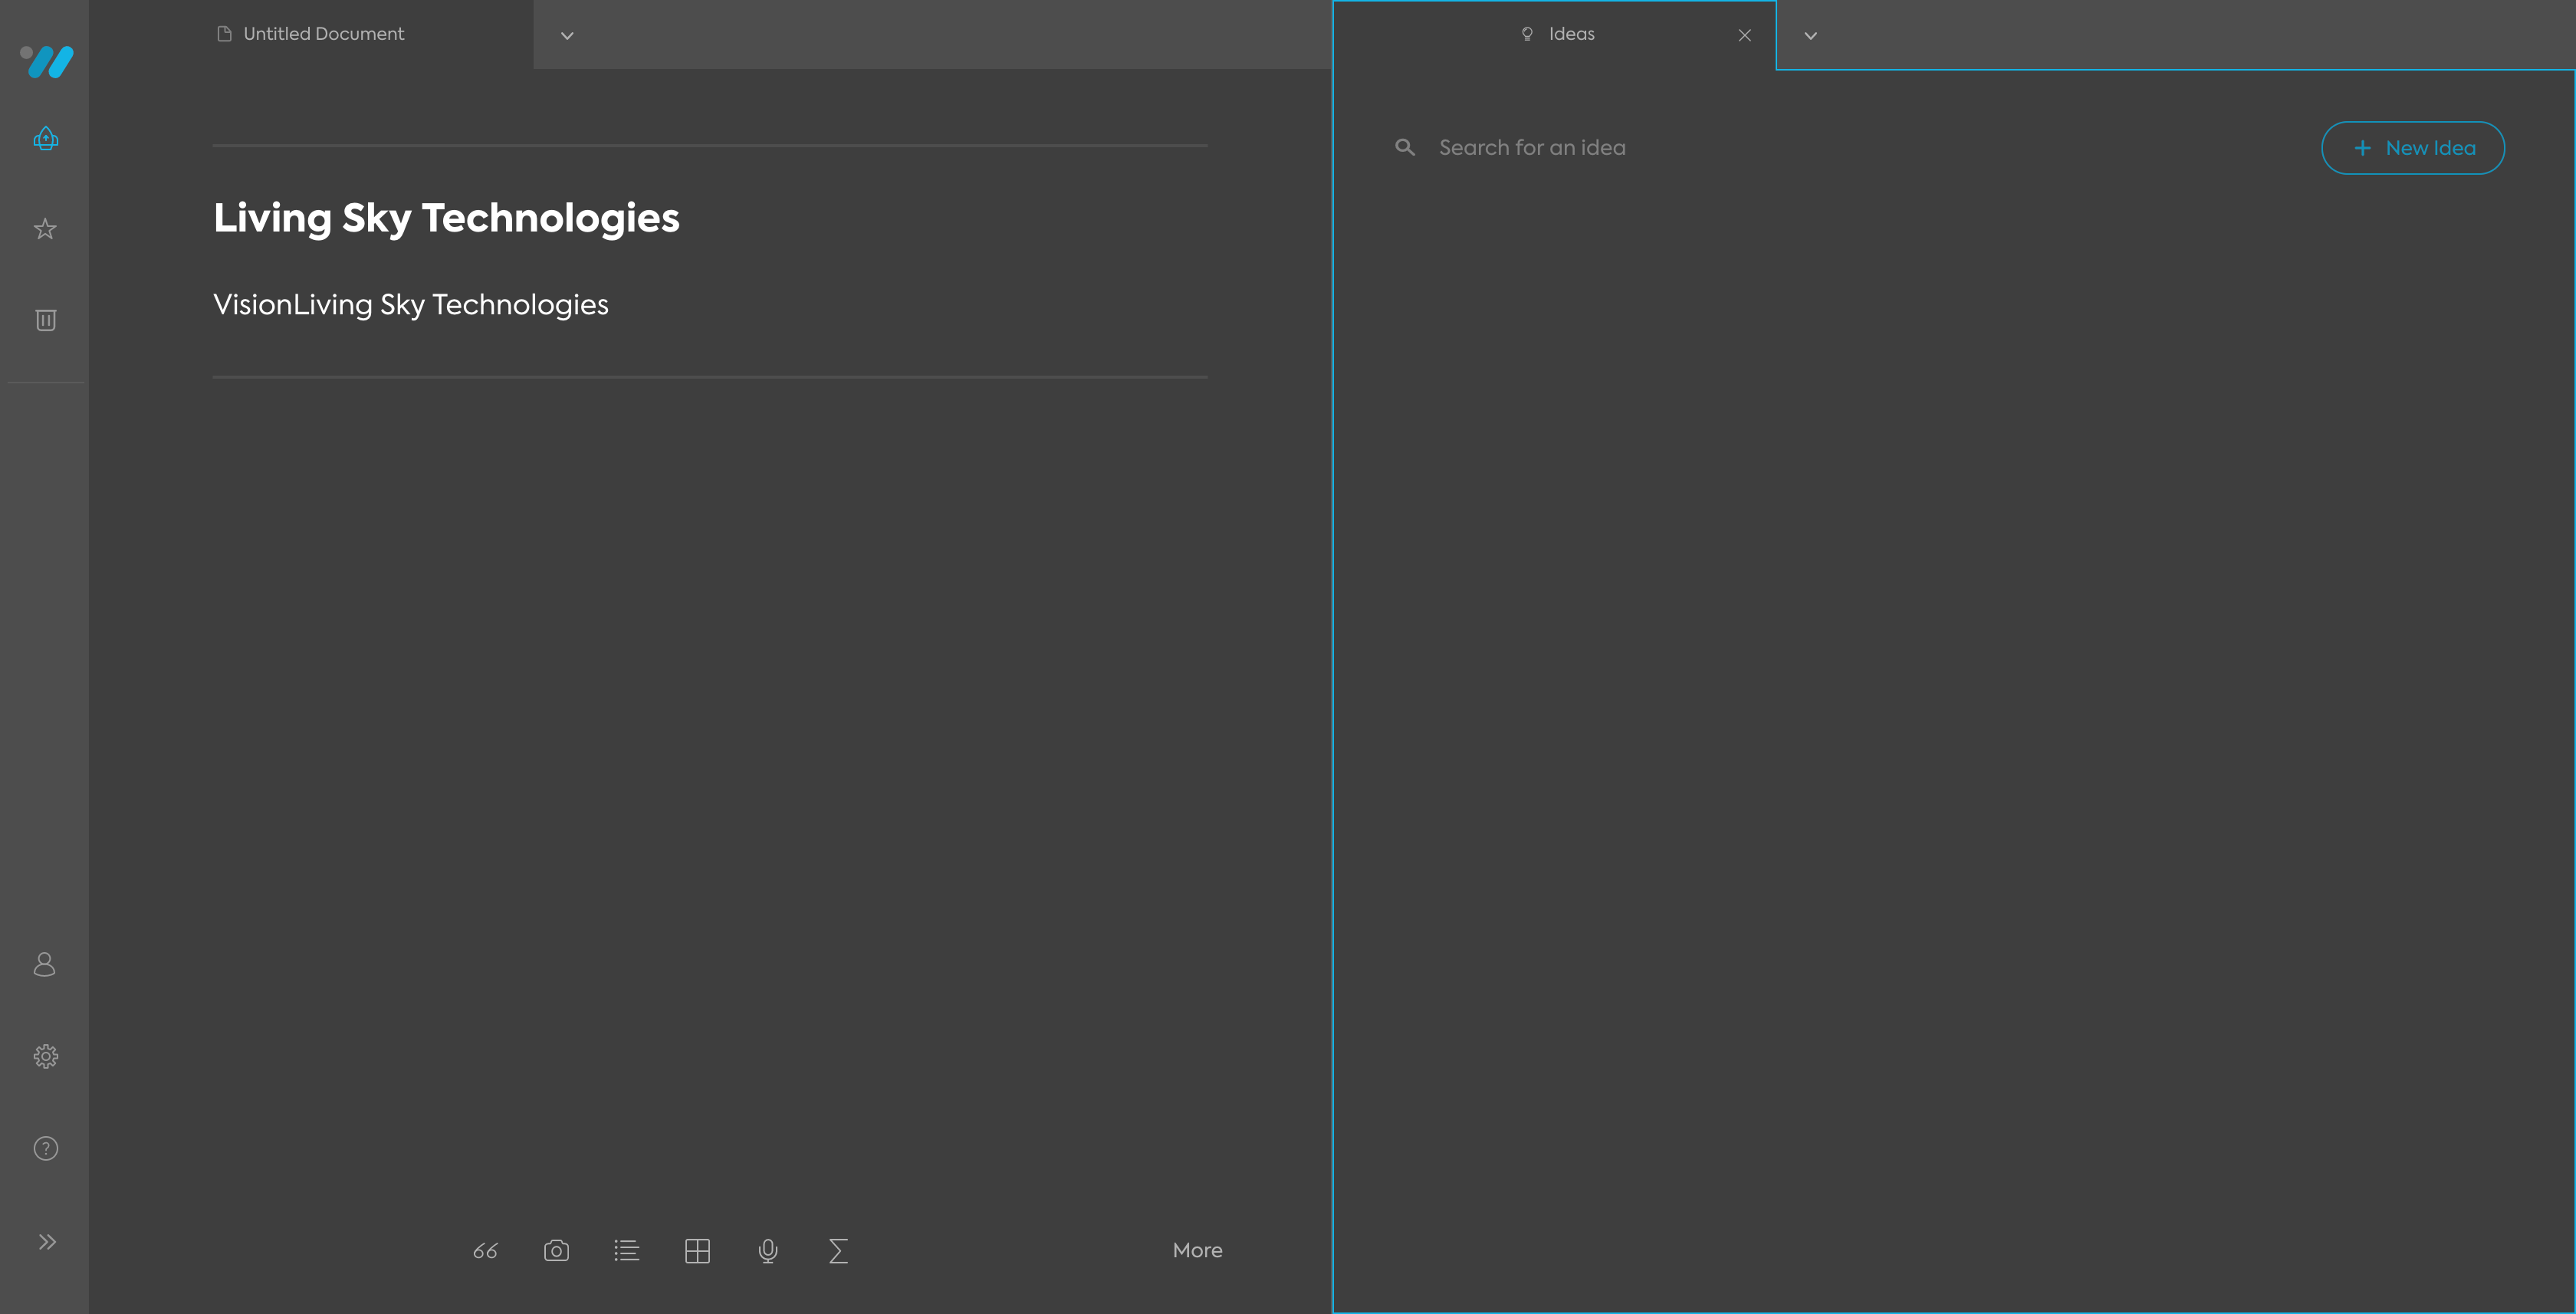 Untitled Document
Ideas
Search for an idea
+ New Idea
Living Sky Technologies
VisionLiving Sky Technologies
More